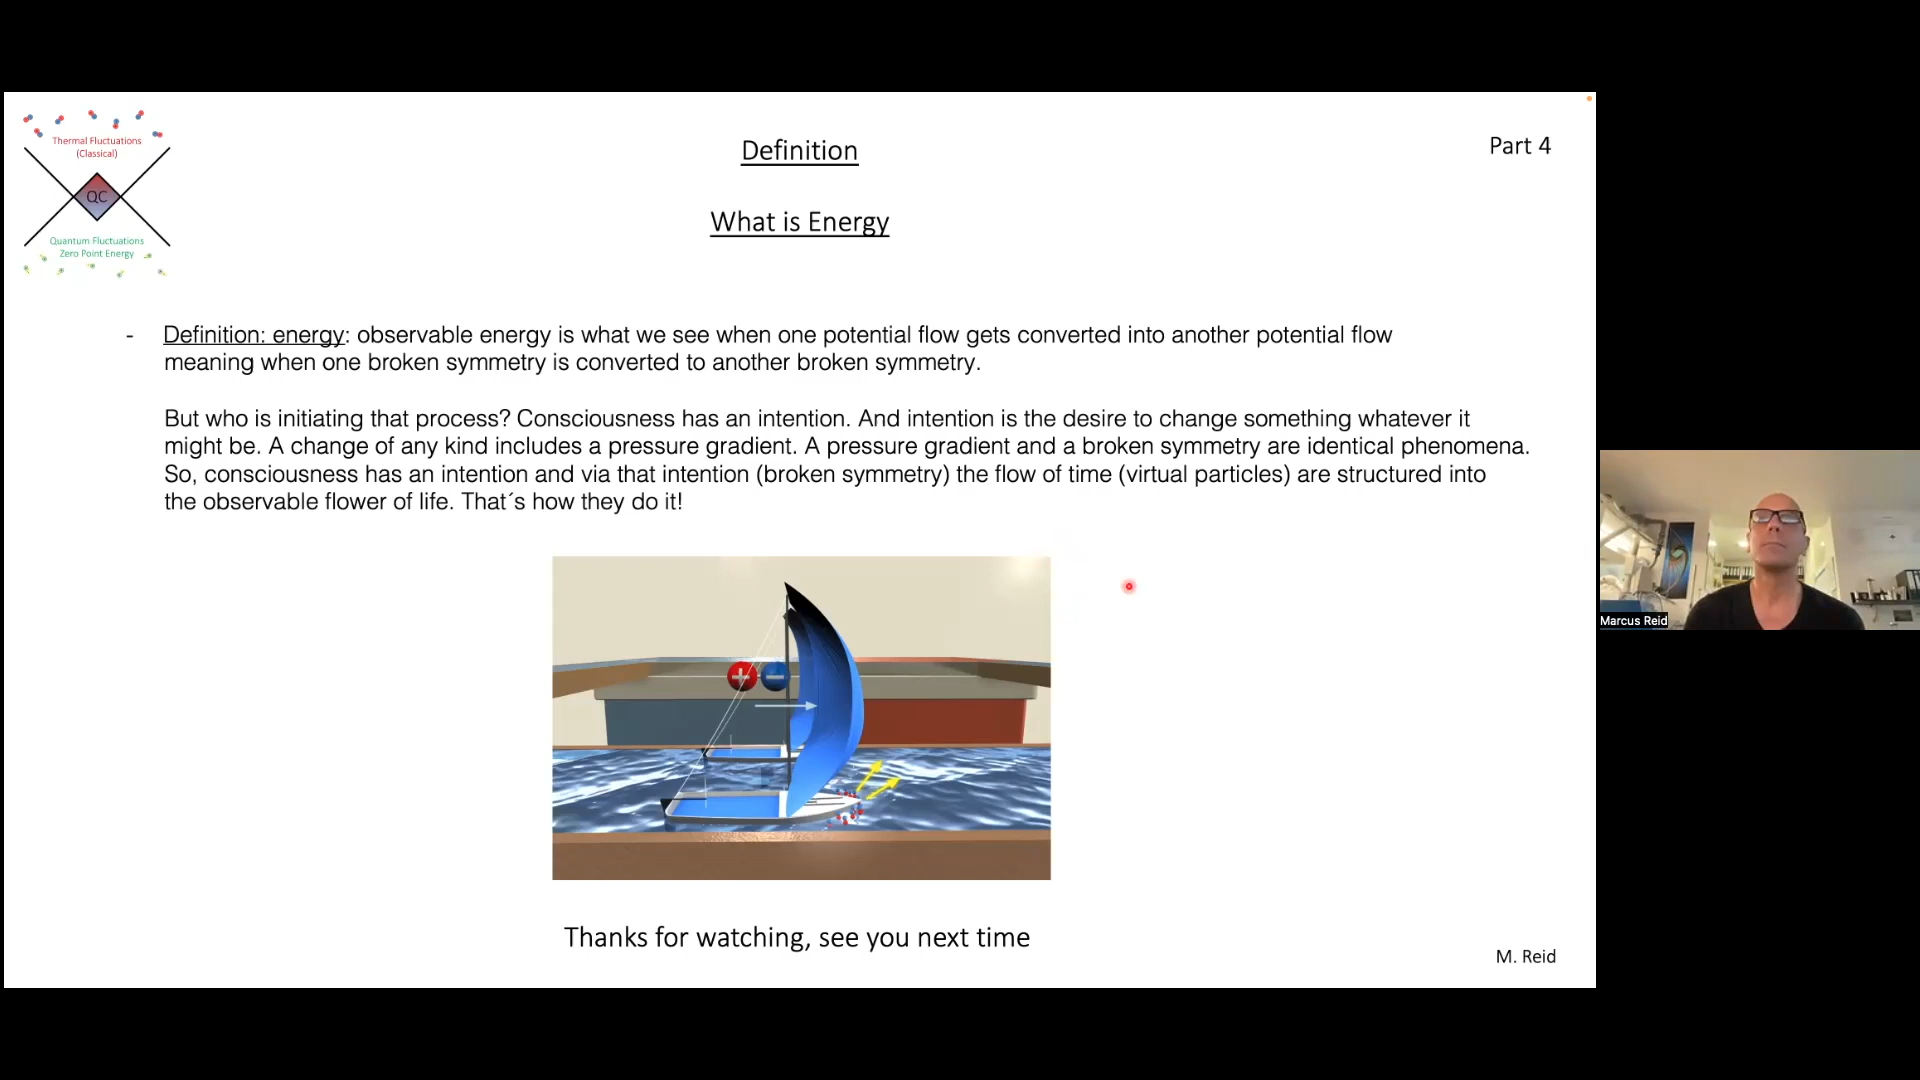 Thermal Fluctuations
(Classical)
QC
Quantum Fluctuations
Zero Point Energy
Definition
Part 4
What is Energy
- Definition: energy: observable energy is what we see when one potential flow gets converted into another potential flow
meaning when one broken symmetry is converted to another broken symmetry.
But who is initiating that process? Consciousness has an intention. And intention is the desire to change something whatever it
might be. A change of any kind includes a pressure gradient. A pressure gradient and a broken symmetry are identical phenomena.
So, consciousness has an intention and via that intention (broken symmetry) the flow of time (virtual particles) are structured into
the observable flower of life. That´s how they do it!
+ −
Thanks for watching, see you next time
M. Reid
Marcus Reid